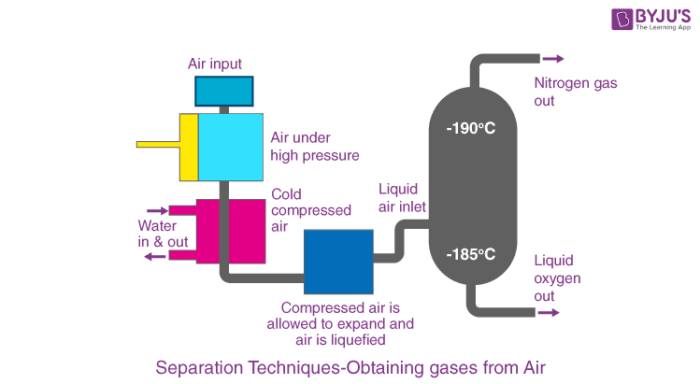 BYJU'S
The Learning App
Air input
Air under
high pressure
Cold
compressed
air
Water
in & out
Compressed air is
allowed to expand and
air is liquefied
Liquid
air inlet
-190°C
-185°C
Nitrogen gas
out
Liquid
oxygen
out
Separation Techniques-Obtaining gases from Air